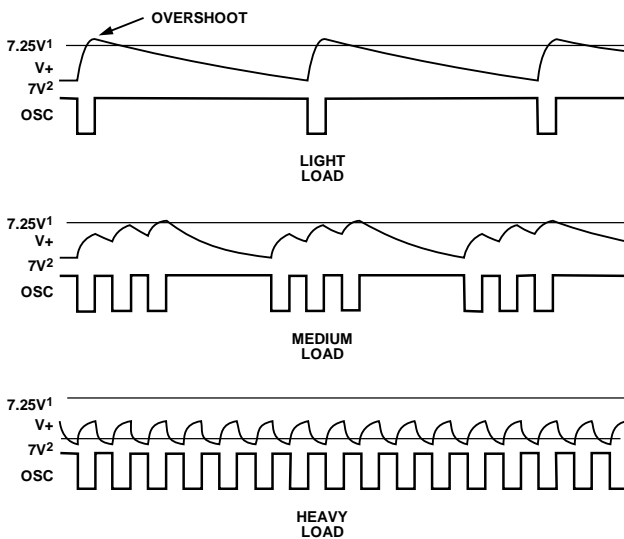 OVERSHOOT
7.25V1
V+
7V2
OSC
LIGHT
LOAD
7.25V1
V+
7V2
OSC
MEDIUM
LOAD
7.25V1
V+
7V2
OSC
HEAVY
LOAD